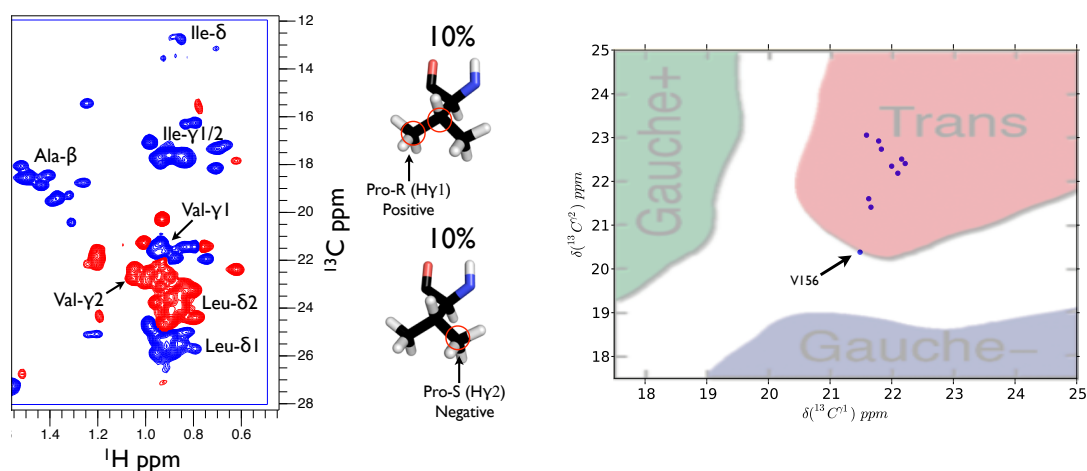 12
14
16
18
20
22
24
26
28
¹³C ppm
1.4
1.2
1.0
0.8
0.6
¹H ppm
Ile-δ
Ile-γ1/2
Ala-β
Val-γ1
Val-γ2
Leu-δ2
Leu-δ1
10%
Pro-R (Hγ1)
Positive
10%
Pro-S (Hγ2)
Negative
25
24
23
22
21
20
19
18
δ(¹³C^γ2) ppm
Gauche+
Trans
V156
Gauche–
18
19
20
21
22
23
24
25
δ(¹³C^γ1) ppm